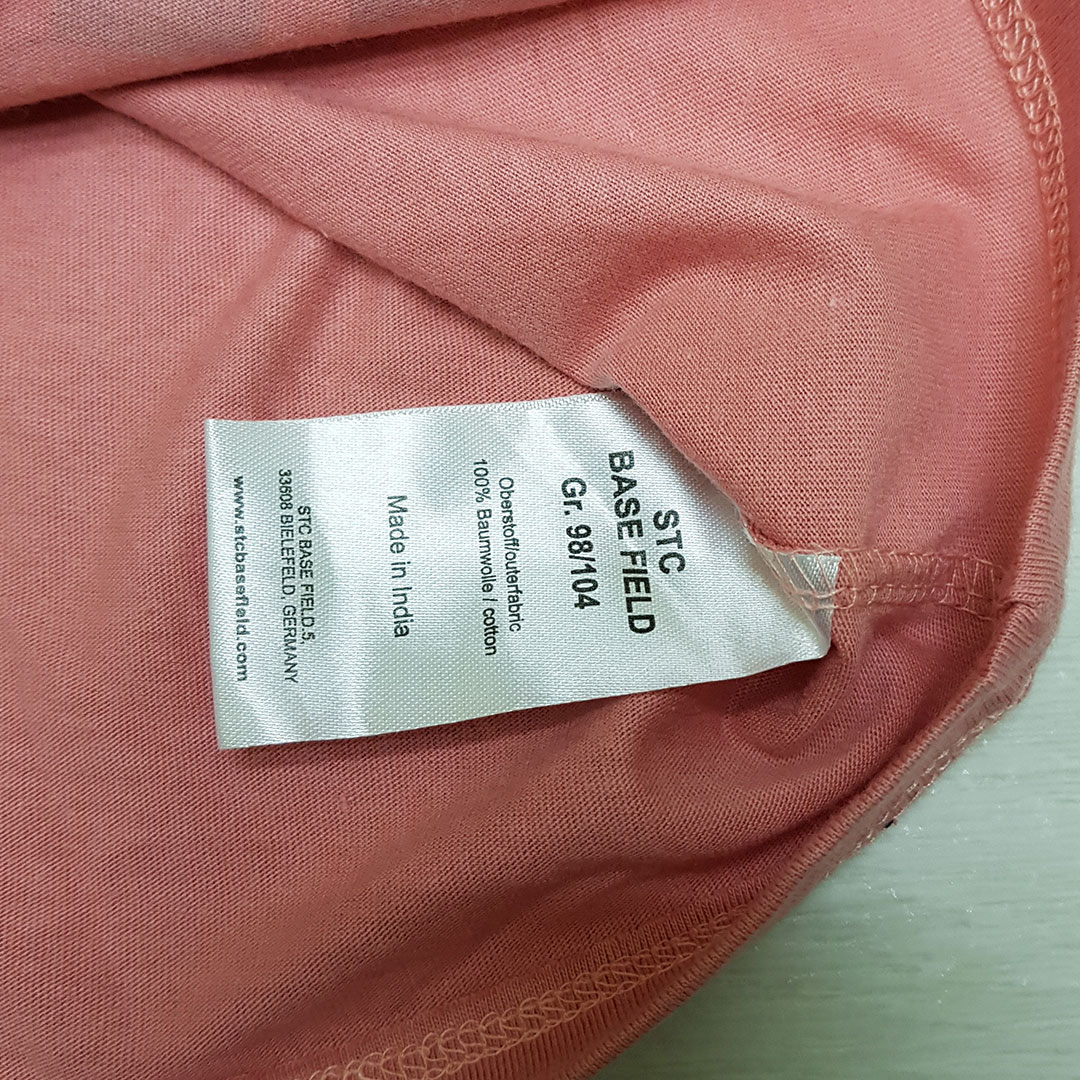 STC
BASE FIELD
Gr. 98/104
Oberstoff/outerfabric
100% Baumwolle / cotton
Made in India
STC BASE FIELD 5,
33608 BIELEFELD, GERMANY
www.stcbasefield.com